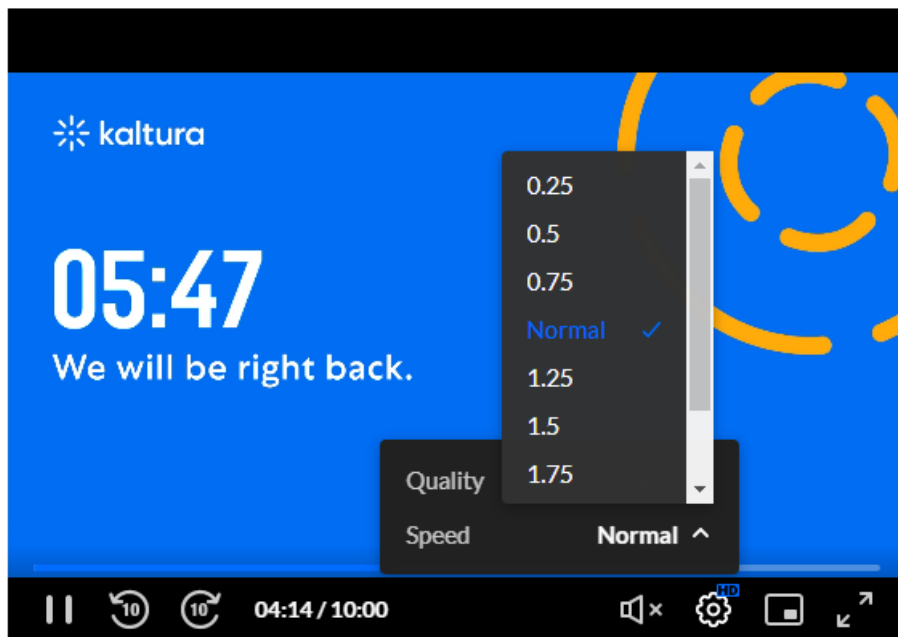 kaltura
05:47
We will be right back.
0.25
0.5
0.75
Normal
1.25
1.5
1.75
Quality
Speed Normal
10 10 04:14 / 10:00 HD